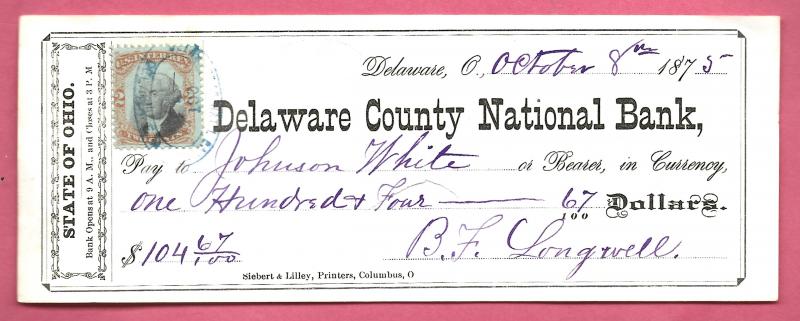 STATE OF OHIO.
Bank Opens at 9 A. M., and Closes at 3 P. M
Delaware, O., October 8th 1875
Delaware County National Bank,
Pay to Johnson White or Bearer, in Currency,
One Hundred & Four 67/100 Dollars.
$104 67/100 B. F. Longwell.
Siebert & Lilley, Printers, Columbus, O